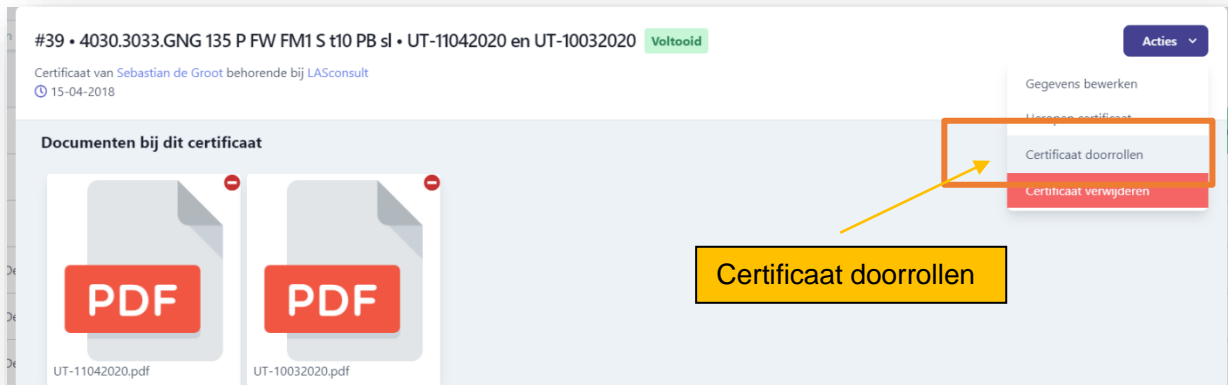 #39 • 4030.3033.GNG 135 P FW FM1 S t10 PB sl • UT-11042020 en UT-10032020 Voltooid
Acties
Certificaat van Sebastian de Groot behorende bij LASconsult
15-04-2018
Gegevens bewerken
Heropen certificaat
Certificaat doorrollen
Certificaat verwijderen
Documenten bij dit certificaat
PDF
PDF
UT-11042020.pdf
UT-10032020.pdf
Certificaat doorrollen